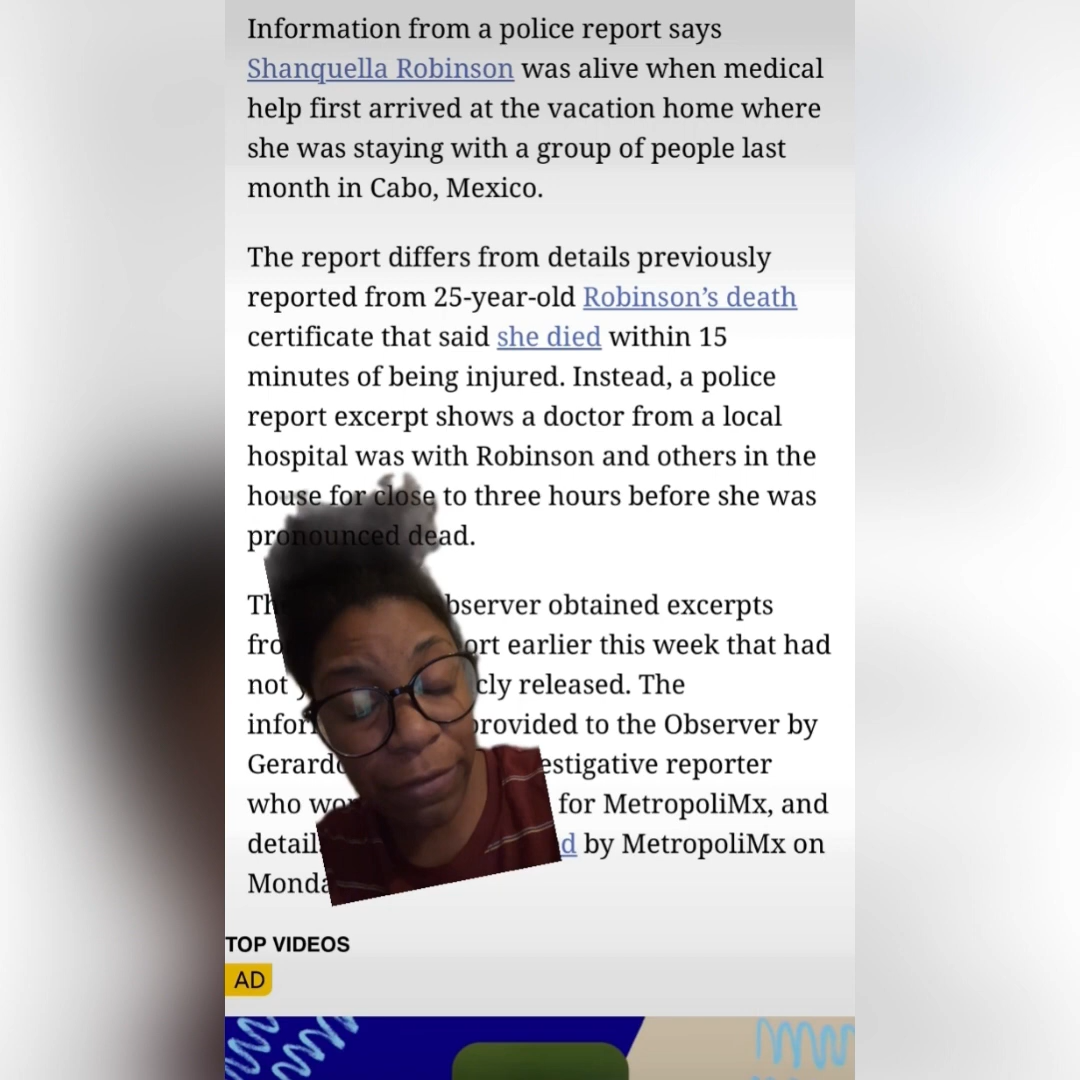 Information from a police report says
Shanquella Robinson was alive when medical
help first arrived at the vacation home where
she was staying with a group of people last
month in Cabo, Mexico.
The report differs from details previously
reported from 25-year-old Robinson’s death
certificate that said she died within 15
minutes of being injured. Instead, a police
report excerpt shows a doctor from a local
hospital was with Robinson and others in the
house for close to three hours before she was
pronounced dead.
bserver obtained excerpts
ort earlier this week that had
not cly released. The
provided to the Observer by
Gerard estigative reporter
who for MetropoliMx, and
detail d by MetropoliMx on
Monda
TOP VIDEOS
AD